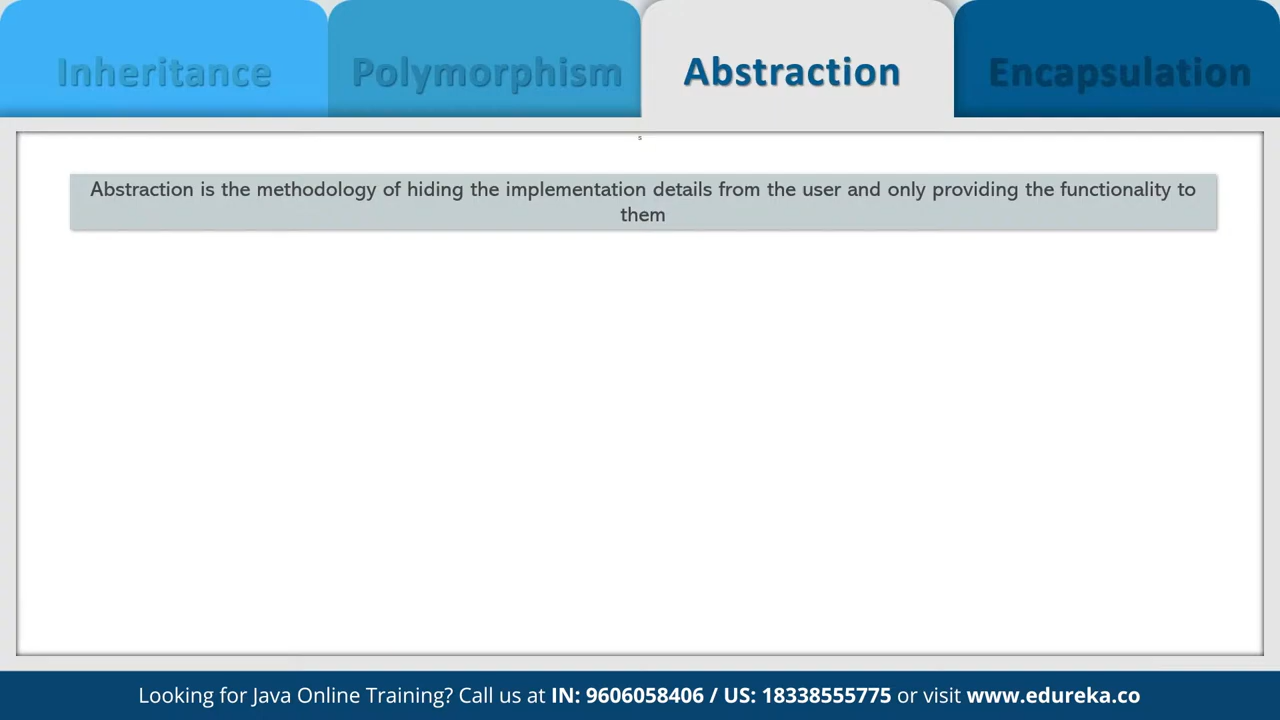 Inheritance Polymorphism Abstraction Encapsulation
s
Abstraction is the methodology of hiding the implementation details from the user and only providing the functionality to
them
Looking for Java Online Training? Call us at IN: 9606058406 / US: 18338555775 or visit www.edureka.co